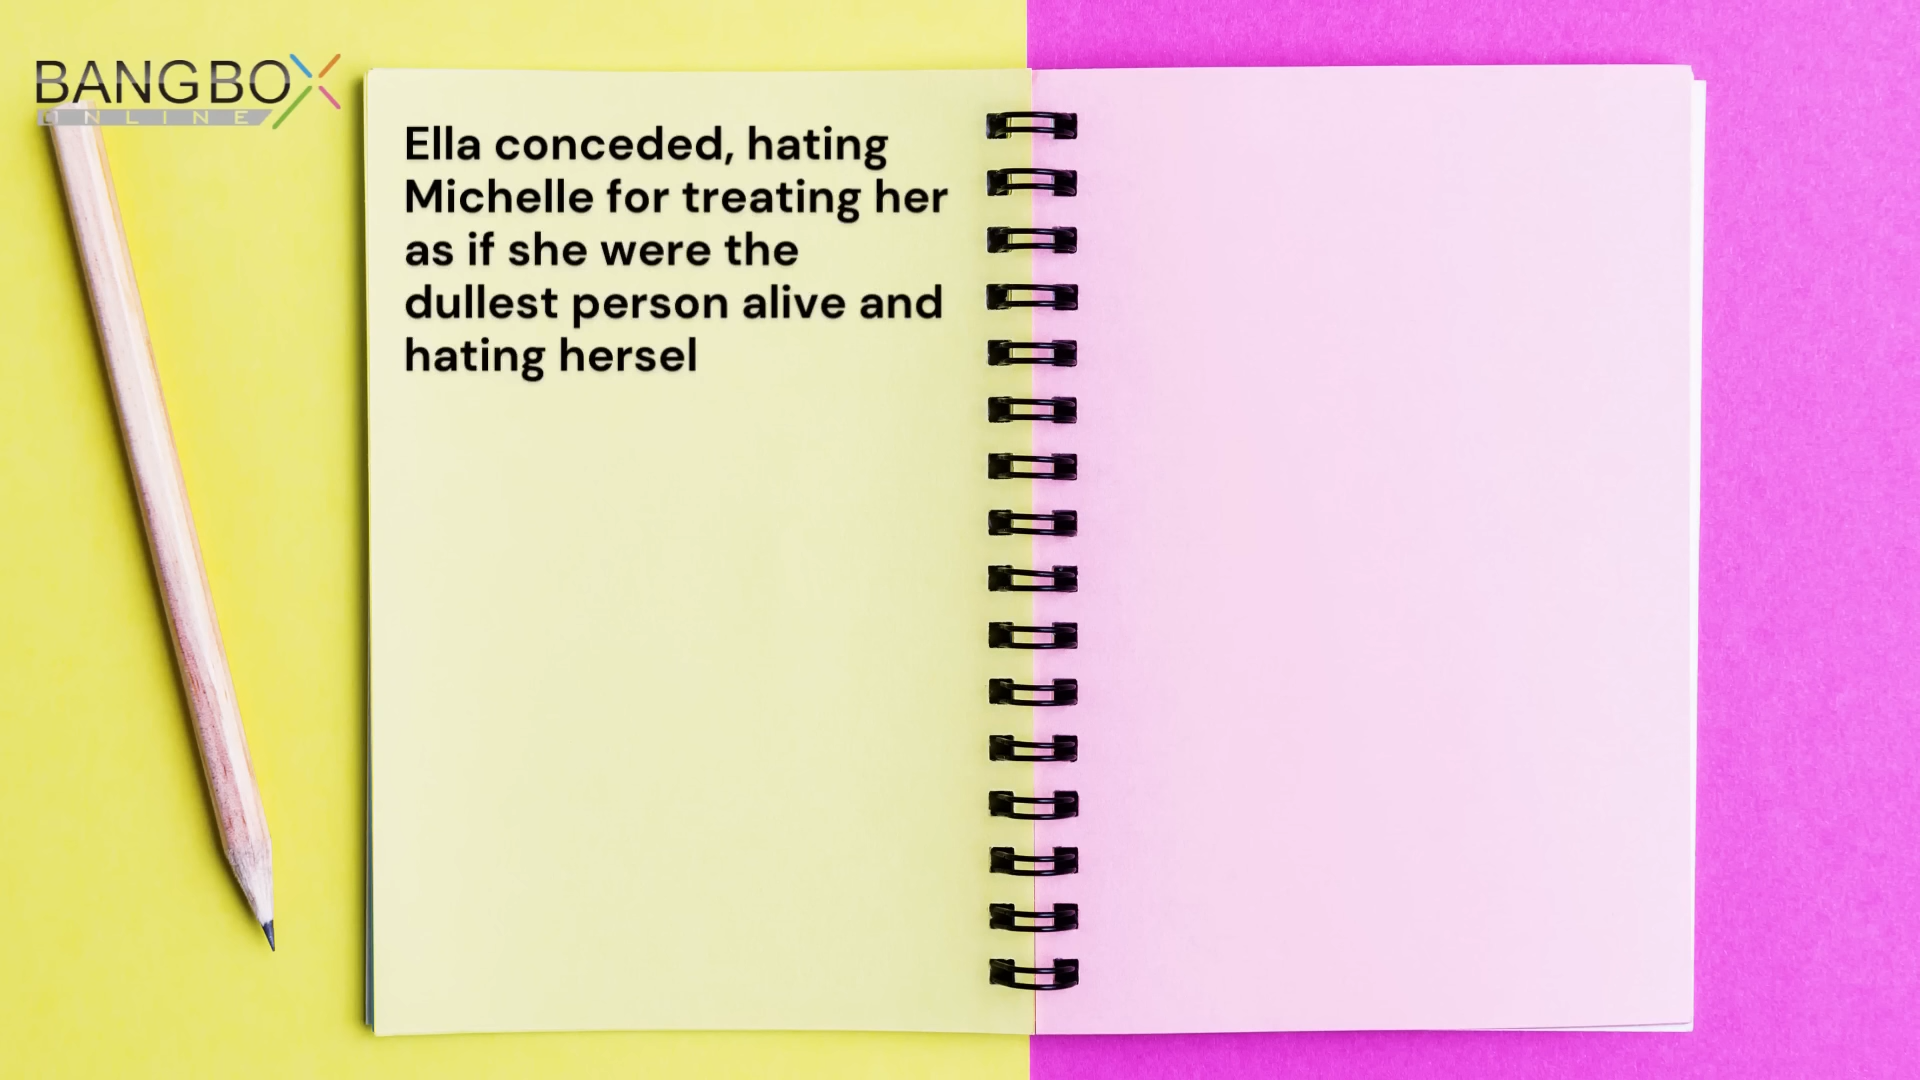 BANGBOX
ONLINE
Ella conceded, hating
Michelle for treating her
as if she were the
dullest person alive and
hating hersel